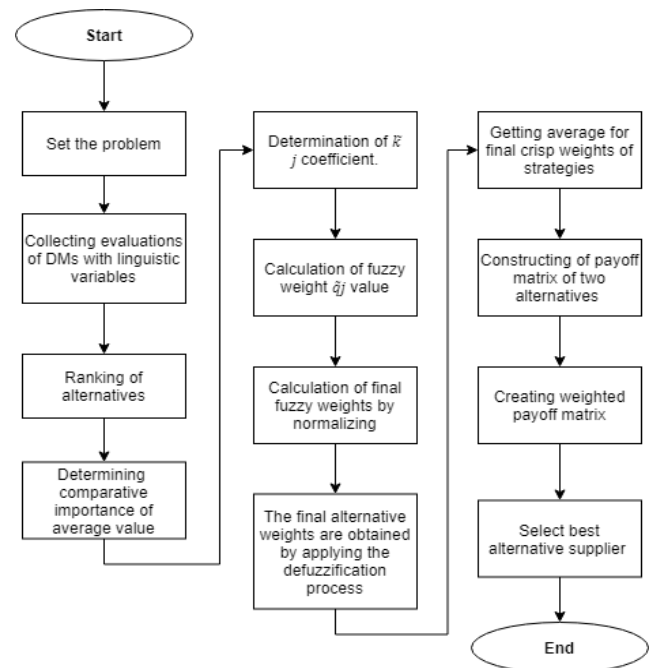 Start
Set the problem
Collecting evaluations
of DMs with linguistic
variables
Ranking of
alternatives
Determining
comparative
importance of
average value
Determination of k̃
j coefficient.
Calculation of fuzzy
weight q̃j value
Calculation of final
fuzzy weights by
normalizing
The final alternative
weights are obtained
by applying the
defuzzification
process
Getting average for
final crisp weights of
strategies
Constructing of payoff
matrix of two
alternatives
Creating weighted
payoff matrix
Select best
alternative supplier
End